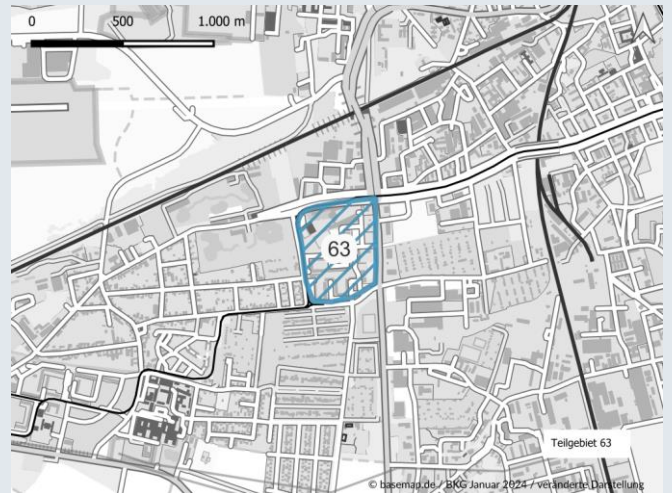 0 500 1.000 m
63
Teilgebiet 63
© basemap.de / BKG Januar 2024 / veränderte Darstellung